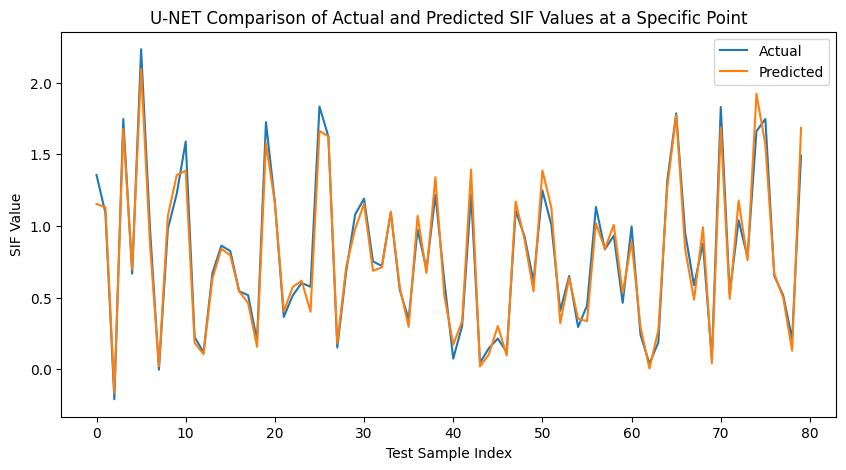 U-NET Comparison of Actual and Predicted SIF Values at a Specific Point
Actual
Predicted
SIF Value
2.0
1.5
1.0
0.5
0.0
0 10 20 30 40 50 60 70 80
Test Sample Index